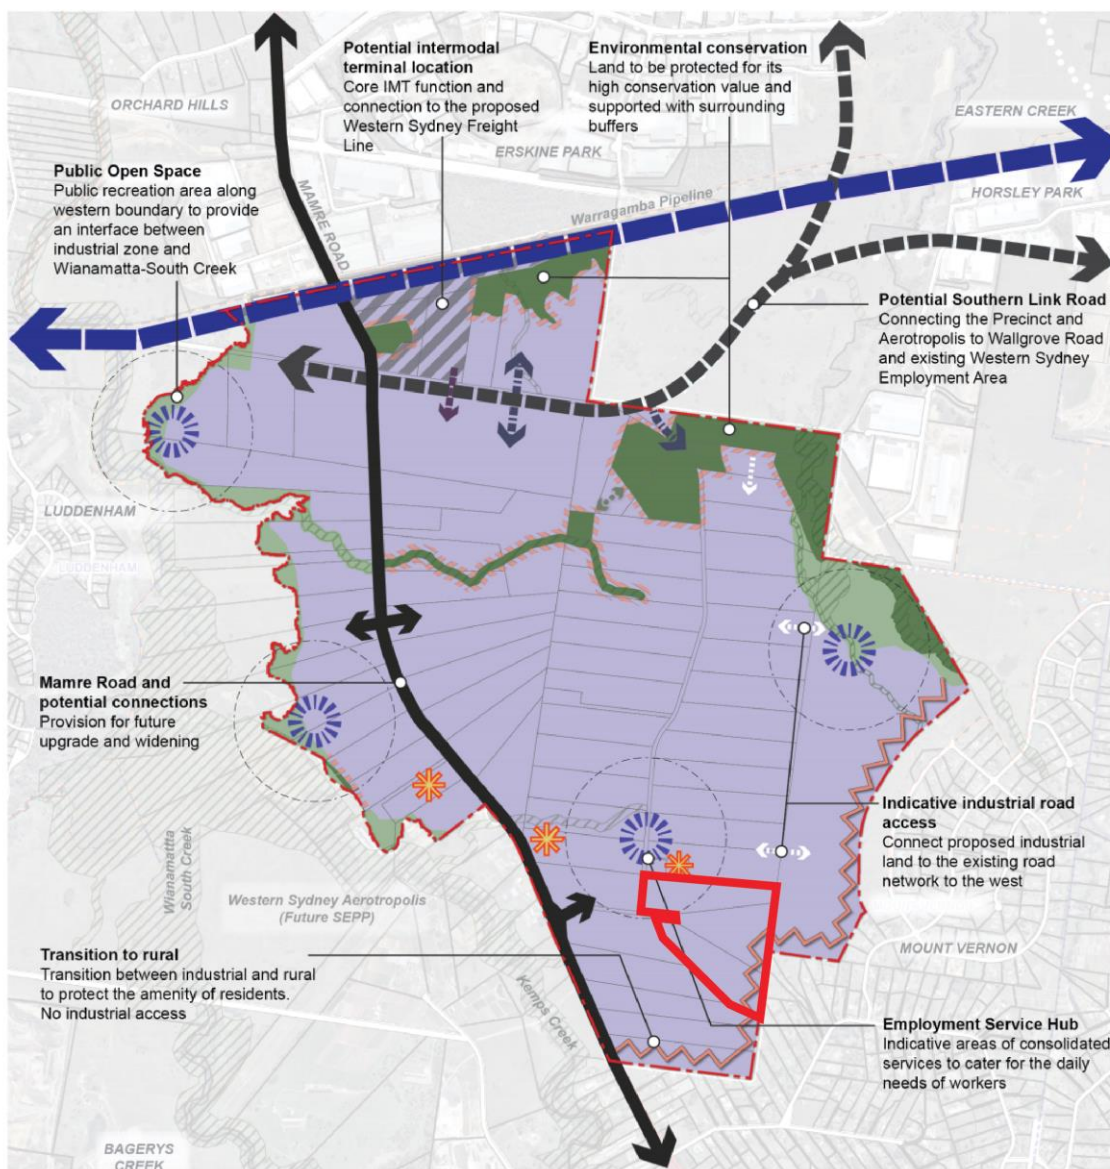 Potential intermodal
terminal location
Core IMT function and
connection to the proposed
Western Sydney Freight
Line
Environmental conservation
Land to be protected for its
high conservation value and
supported with surrounding
buffers
ORCHARD HILLS
ERSKINE PARK
EASTERN CREEK
HORSLEY PARK
Public Open Space
Public recreation area along
western boundary to provide
an interface between
industrial zone and
Wianamatta-South Creek
MAMRE ROAD
Warragamba Pipeline
Potential Southern Link Road
Connecting the Precinct and
Aerotropolis to Wallgrove Road
and existing Western Sydney
Employment Area
LUDDENHAM
LUDDENHAM
Mamre Road and
potential connections
Provision for future
upgrade and widening
Indicative industrial road
access
Connect proposed industrial
land to the existing road
network to the west
Wianamattta
South Creek
Western Sydney Aerotropolis
(Future SEPP)
MOUNT VERNON
Transition to rural
Transition between industrial and rural
to protect the amenity of residents.
No industrial access
Kemps Creek
Employment Service Hub
Indicative areas of consolidated
services to cater for the daily
needs of workers
BAGERYS
CREEK